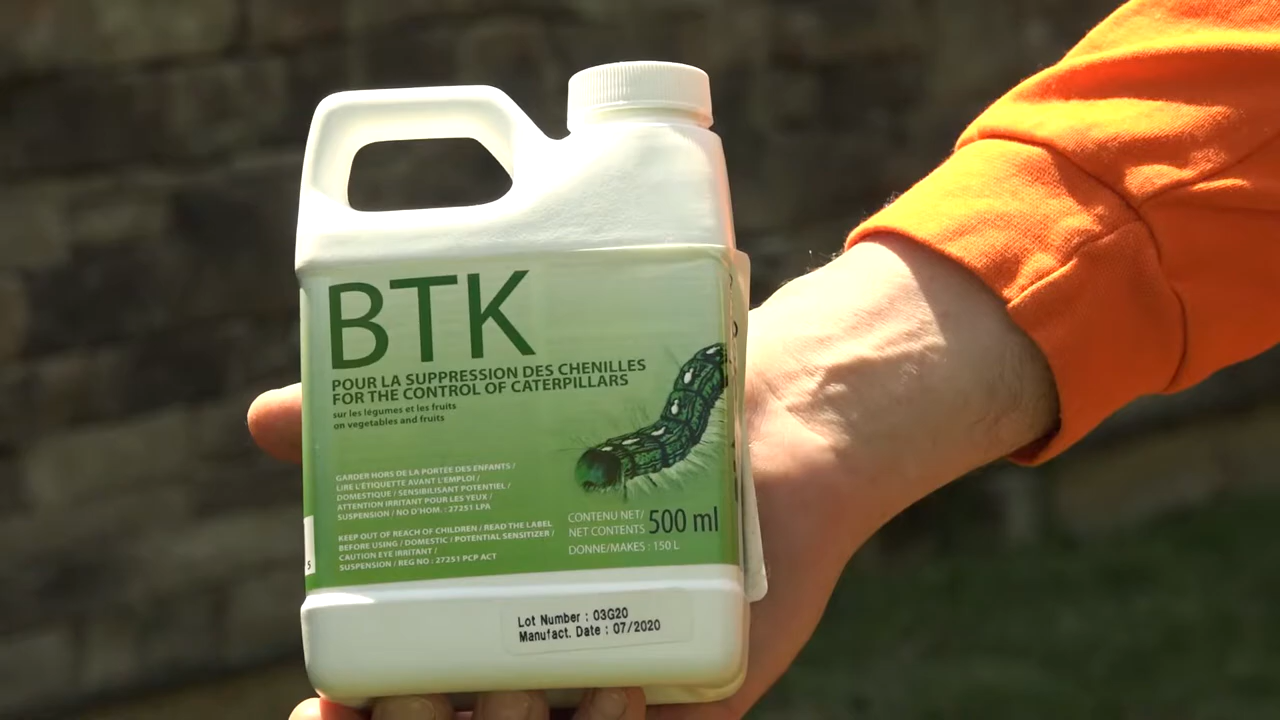 BTK
POUR LA SUPPRESSION DES CHENILLES
FOR THE CONTROL OF CATERPILLARS
sur les légumes et les fruits
on vegetables and fruits
GARDER HORS DE LA PORTÉE DES ENFANTS /
LIRE L'ÉTIQUETTE AVANT L'EMPLOI /
DOMESTIQUE / SENSIBILISANT POTENTIEL /
ATTENTION IRRITANT POUR LES YEUX /
SUSPENSION / NO D'HOM. : 27251 LPA
KEEP OUT OF REACH OF CHILDREN / READ THE LABEL
BEFORE USING / DOMESTIC / POTENTIAL SENSITIZER /
CAUTION EYE IRRITANT /
SUSPENSION / REG NO : 27251 PCP ACT
CONTENU NET/
NET CONTENTS 500 ml
DONNE/MAKES : 150 L
5
Lot Number : 03G20
Manufact. Date : 07/2020